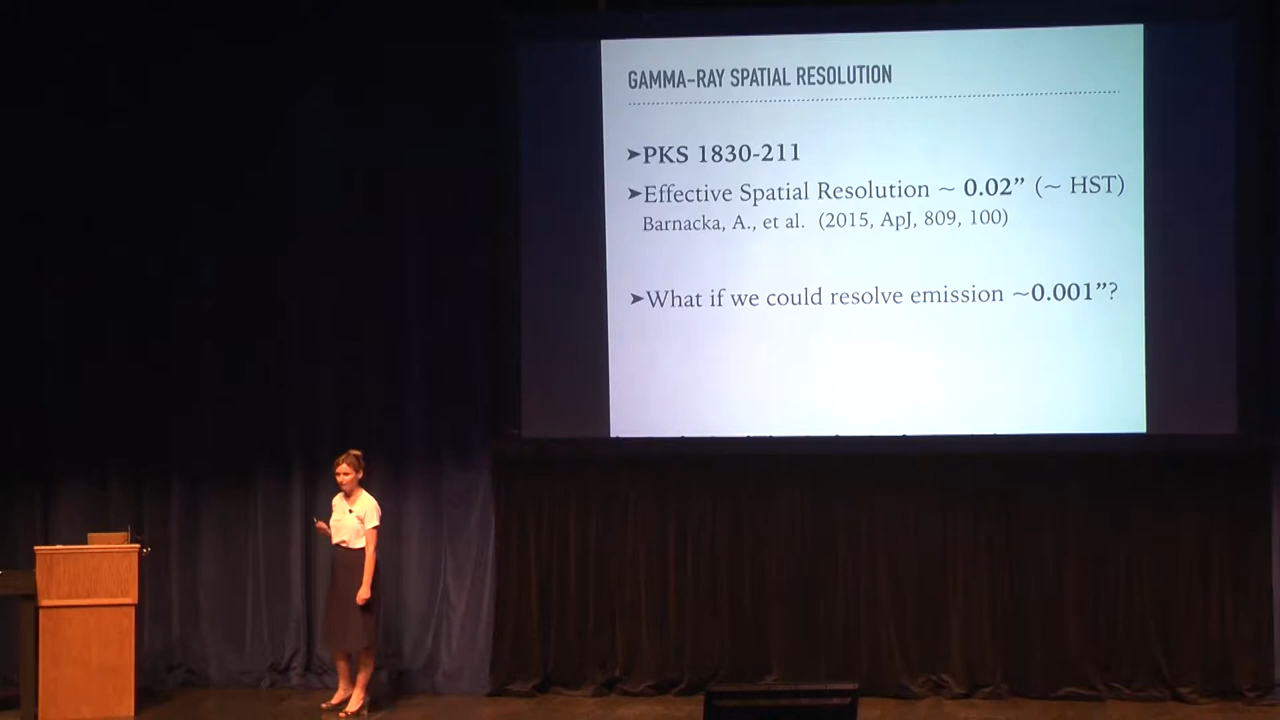 GAMMA-RAY SPATIAL RESOLUTION
➤PKS 1830-211
➤Effective Spatial Resolution ~ 0.02” (~ HST)
Barnacka, A., et al. (2015, ApJ, 809, 100)
➤What if we could resolve emission ~0.001”?